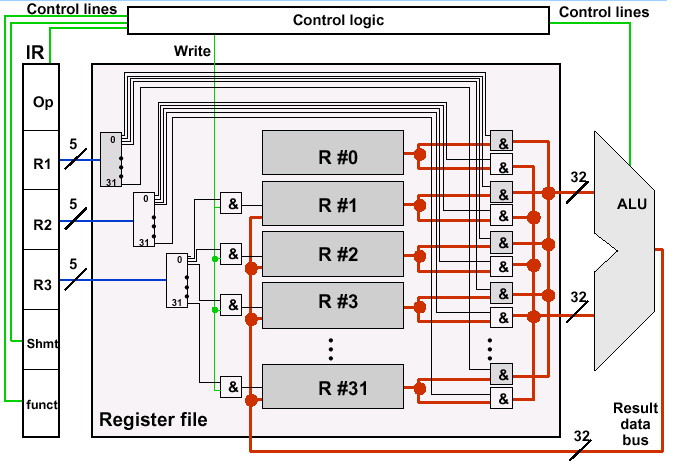 Control lines
Control logic
Control lines
Write
IR
Op
R1
R2
R3
Shmt
funct
5
5
5
0
31
0
31
0
31
&
&
&
&
R #0
R #1
R #2
R #3
R #31
&
&
&
&
&
&
&
&
&
&
32
32
ALU
Register file
Result
data
bus
32